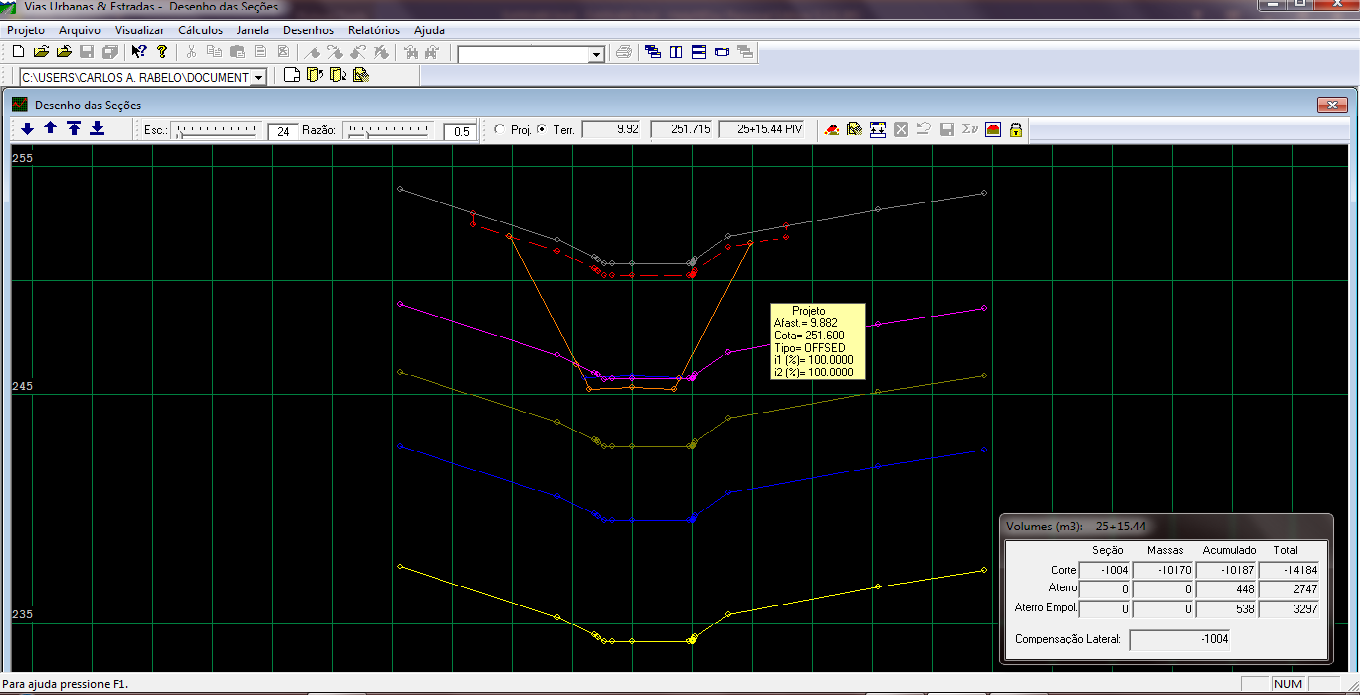 Vias Urbanas & Estradas - Desenho das Seções
Projeto Arquivo Visualizar Cálculos Janela Desenhos Relatórios Ajuda
C:\USERS\CARLOS A. RABELO\DOCUMENT
Desenho das Seções
Esc.: 24 Razão: 0.5 Proj. Terr. 9.92 251.715 25+15.44 PIV Σν
255
Projeto
Afast.= 9.882
Cota= 251.600
Tipo= OFFSED
i1 (%)= 100.0000
i2 (%)= 100.0000
245
235
Volumes (m3): 25+15.44
Seção Massas Acumulado Total
Corte -1004 -10170 -10187 -14184
Aterro 0 0 448 2747
Aterro Empol. 0 0 538 3297
Compensação Lateral: -1004
Para ajuda pressione F1.
NUM